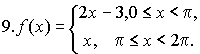 9. f(x) = { 2x − 3, 0 ≤ x < π,
x, π ≤ x < 2π.